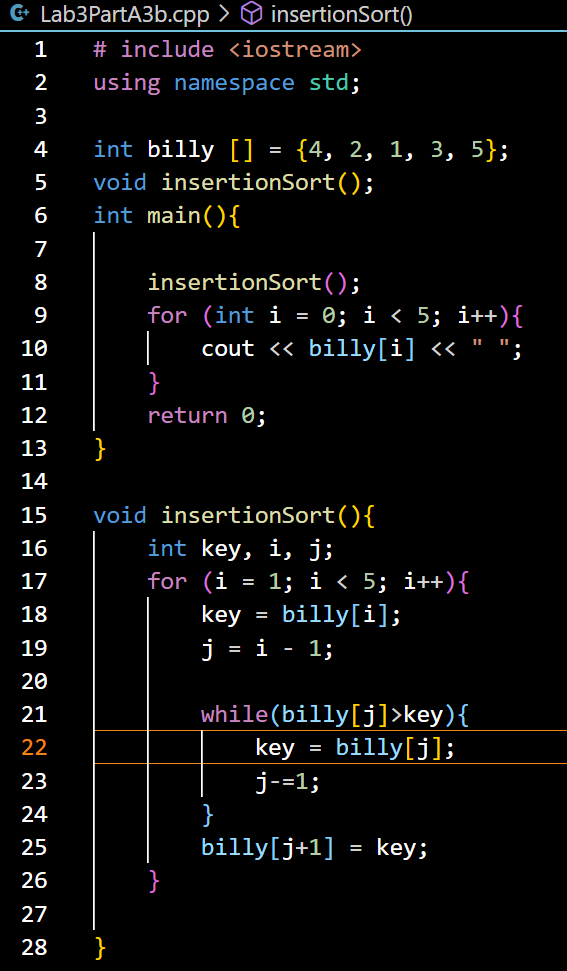 Lab3PartA3b.cpp > insertionSort()
1 # include <iostream>
2 using namespace std;
3
4 int billy [] = {4, 2, 1, 3, 5};
5 void insertionSort();
6 int main(){
7
8     insertionSort();
9     for (int i = 0; i < 5; i++){
10         cout << billy[i] << " ";
11     }
12     return 0;
13 }
14
15 void insertionSort(){
16     int key, i, j;
17     for (i = 1; i < 5; i++){
18         key = billy[i];
19         j = i - 1;
20
21         while(billy[j]>key){
22             key = billy[j];
23             j-=1;
24         }
25         billy[j+1] = key;
26     }
27
28 }